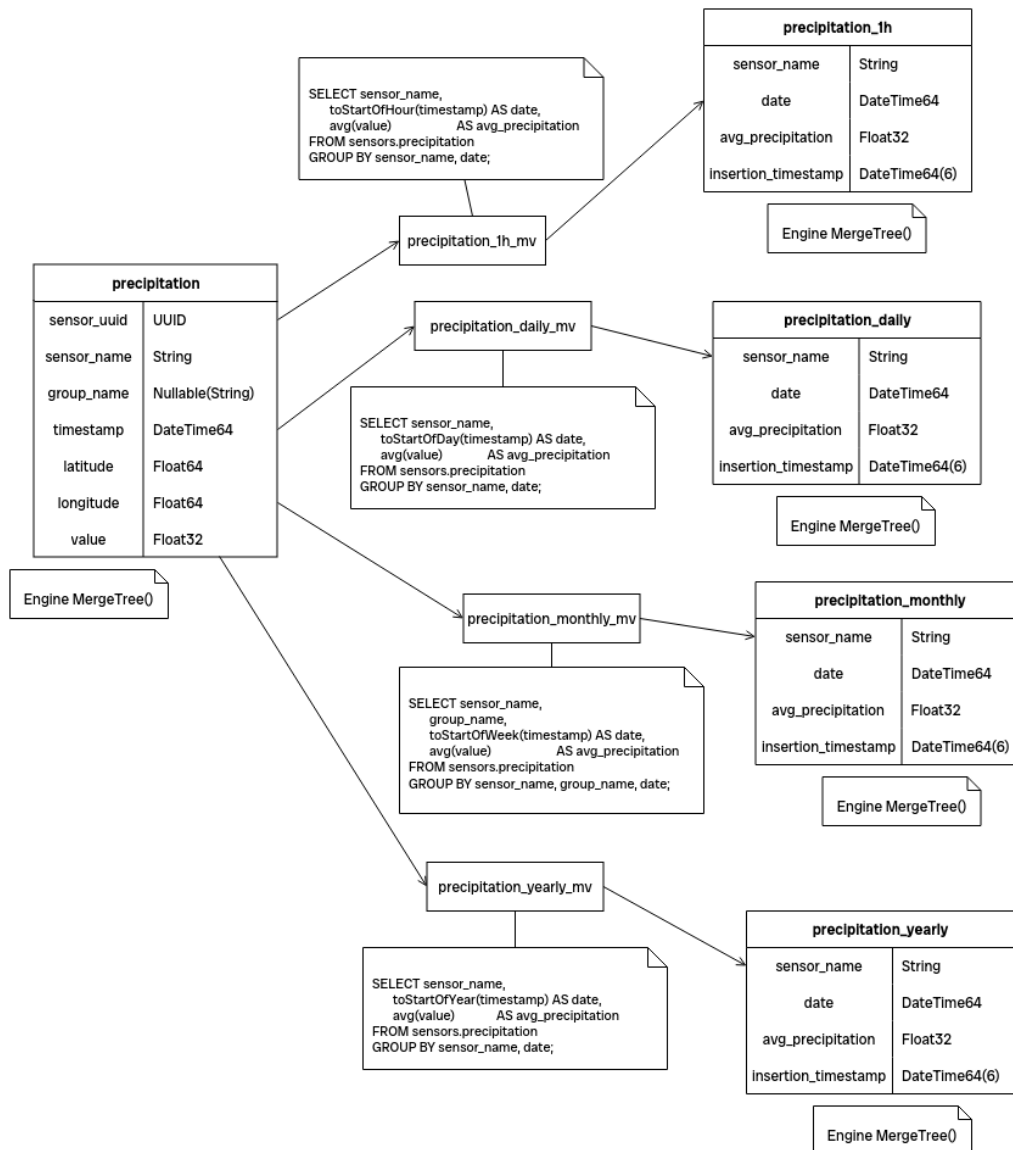 precipitation_1h
sensor_name String
date DateTime64
avg_precipitation Float32
insertion_timestamp DateTime64(6)
Engine MergeTree()
SELECT sensor_name,
toStartOfHour(timestamp) AS date,
avg(value) AS avg_precipitation
FROM sensors.precipitation
GROUP BY sensor_name, date;
precipitation_1h_mv
precipitation
sensor_uuid UUID
sensor_name String
group_name Nullable(String)
timestamp DateTime64
latitude Float64
longitude Float64
value Float32
Engine MergeTree()
precipitation_daily_mv
SELECT sensor_name,
toStartOfDay(timestamp) AS date,
avg(value) AS avg_precipitation
FROM sensors.precipitation
GROUP BY sensor_name, date;
precipitation_daily
sensor_name String
date DateTime64
avg_precipitation Float32
insertion_timestamp DateTime64(6)
Engine MergeTree()
precipitation_monthly_mv
SELECT sensor_name,
group_name,
toStartOfWeek(timestamp) AS date,
avg(value) AS avg_precipitation
FROM sensors.precipitation
GROUP BY sensor_name, group_name, date;
precipitation_monthly
sensor_name String
date DateTime64
avg_precipitation Float32
insertion_timestamp DateTime64(6)
Engine MergeTree()
precipitation_yearly_mv
SELECT sensor_name,
toStartOfYear(timestamp) AS date,
avg(value) AS avg_precipitation
FROM sensors.precipitation
GROUP BY sensor_name, date;
precipitation_yearly
sensor_name String
date DateTime64
avg_precipitation Float32
insertion_timestamp DateTime64(6)
Engine MergeTree()